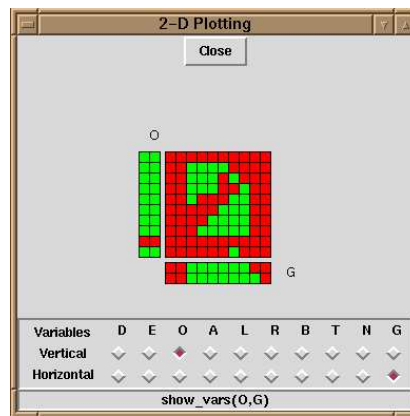 2-D Plotting
Close
O
G
Variables D E O A L R B T N G
Vertical
Horizontal
show_vars(O,G)